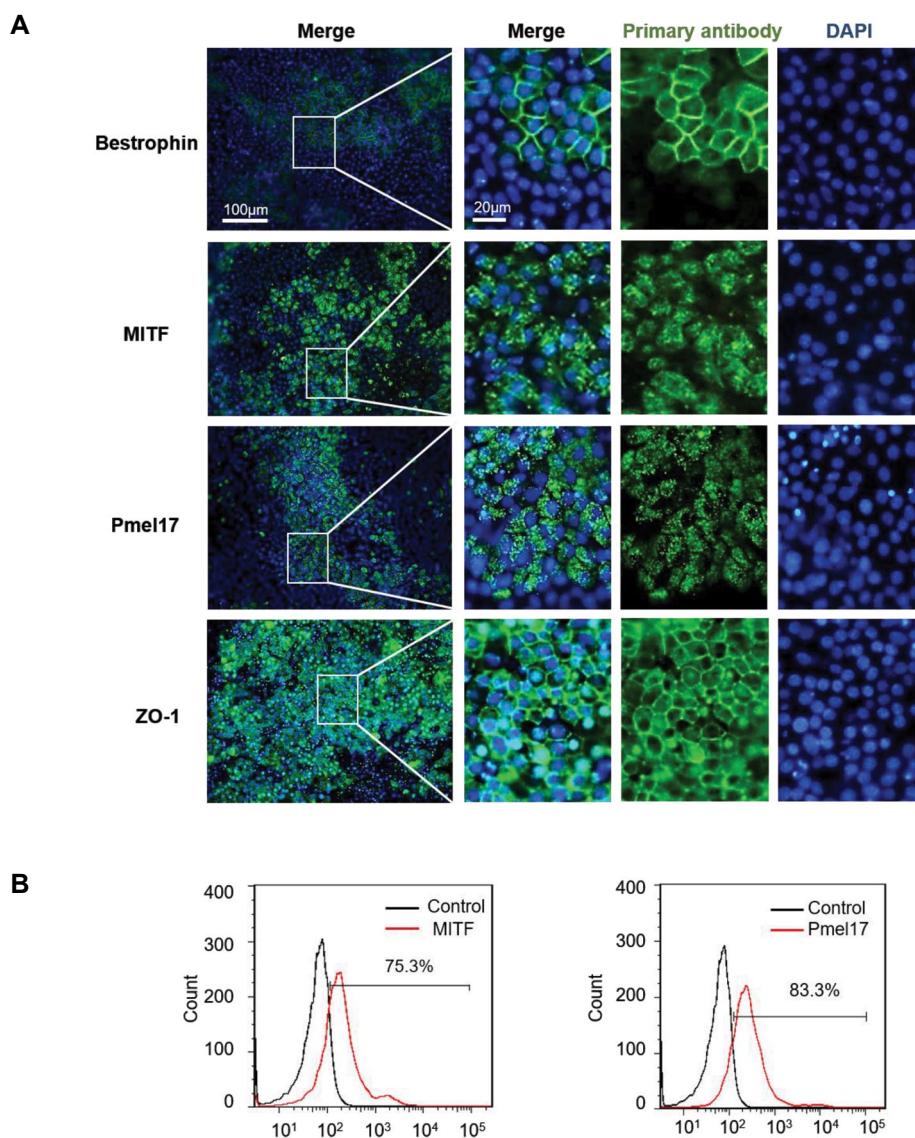 A
Merge Merge Primary antibody DAPI
Bestrophin
100μm 20μm
MITF
Pmel17
ZO-1
B
400
300
200
100
0
Count
Control
MITF
75.3%
10¹ 10² 10³ 10⁴ 10⁵
400
300
200
100
0
Count
Control
Pmel17
83.3%
10¹ 10² 10³ 10⁴ 10⁵